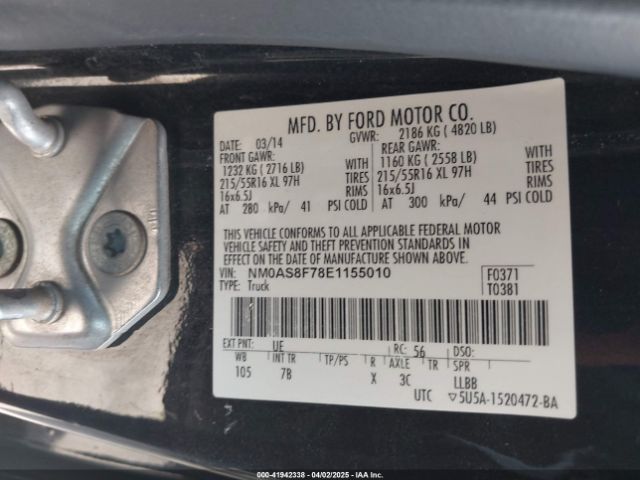 MFD. BY FORD MOTOR CO.
DATE: 03/14 GVWR: 2186 KG ( 4820 LB)
FRONT GAWR: REAR GAWR:
1232 KG ( 2716 LB) WITH 1160 KG ( 2558 LB) WITH
215/55R16 XL 97H TIRES 215/55R16 XL 97H TIRES
16x6.5J RIMS 16x6.5J RIMS
AT 280 kPa/ 41 PSI COLD AT 300 kPa/ 44 PSI COLD
THIS VEHICLE CONFORMS TO ALL APPLICABLE FEDERAL MOTOR
VEHICLE SAFETY AND THEFT PREVENTION STANDARDS IN
EFFECT ON THE DATE OF MANUFACTURE SHOWN ABOVE.
VIN: NM0AS8F78E1155010 F0371
TYPE: Truck T0381
EXT PNT: UE RC: 56 DSO:
WB INT TR TP/PS R AXLE TR SPR
105 7B X 3C LLBB
UTC ▽5U5A-1520472-BA
000-41942338 - 04/02/2025 - IAAI.COM